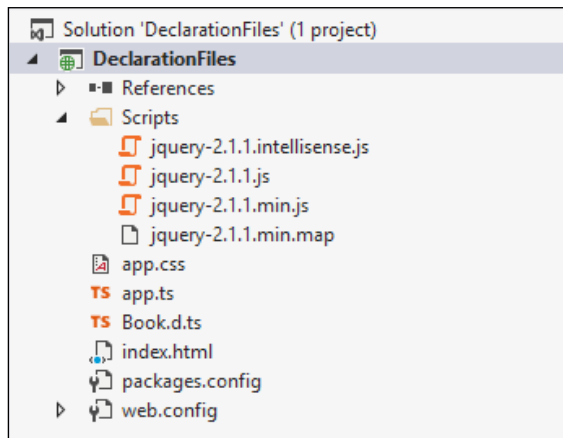 Solution 'DeclarationFiles' (1 project)
DeclarationFiles
References
Scripts
jquery-2.1.1.intellisense.js
jquery-2.1.1.js
jquery-2.1.1.min.js
jquery-2.1.1.min.map
app.css
TS app.ts
TS Book.d.ts
index.html
packages.config
web.config